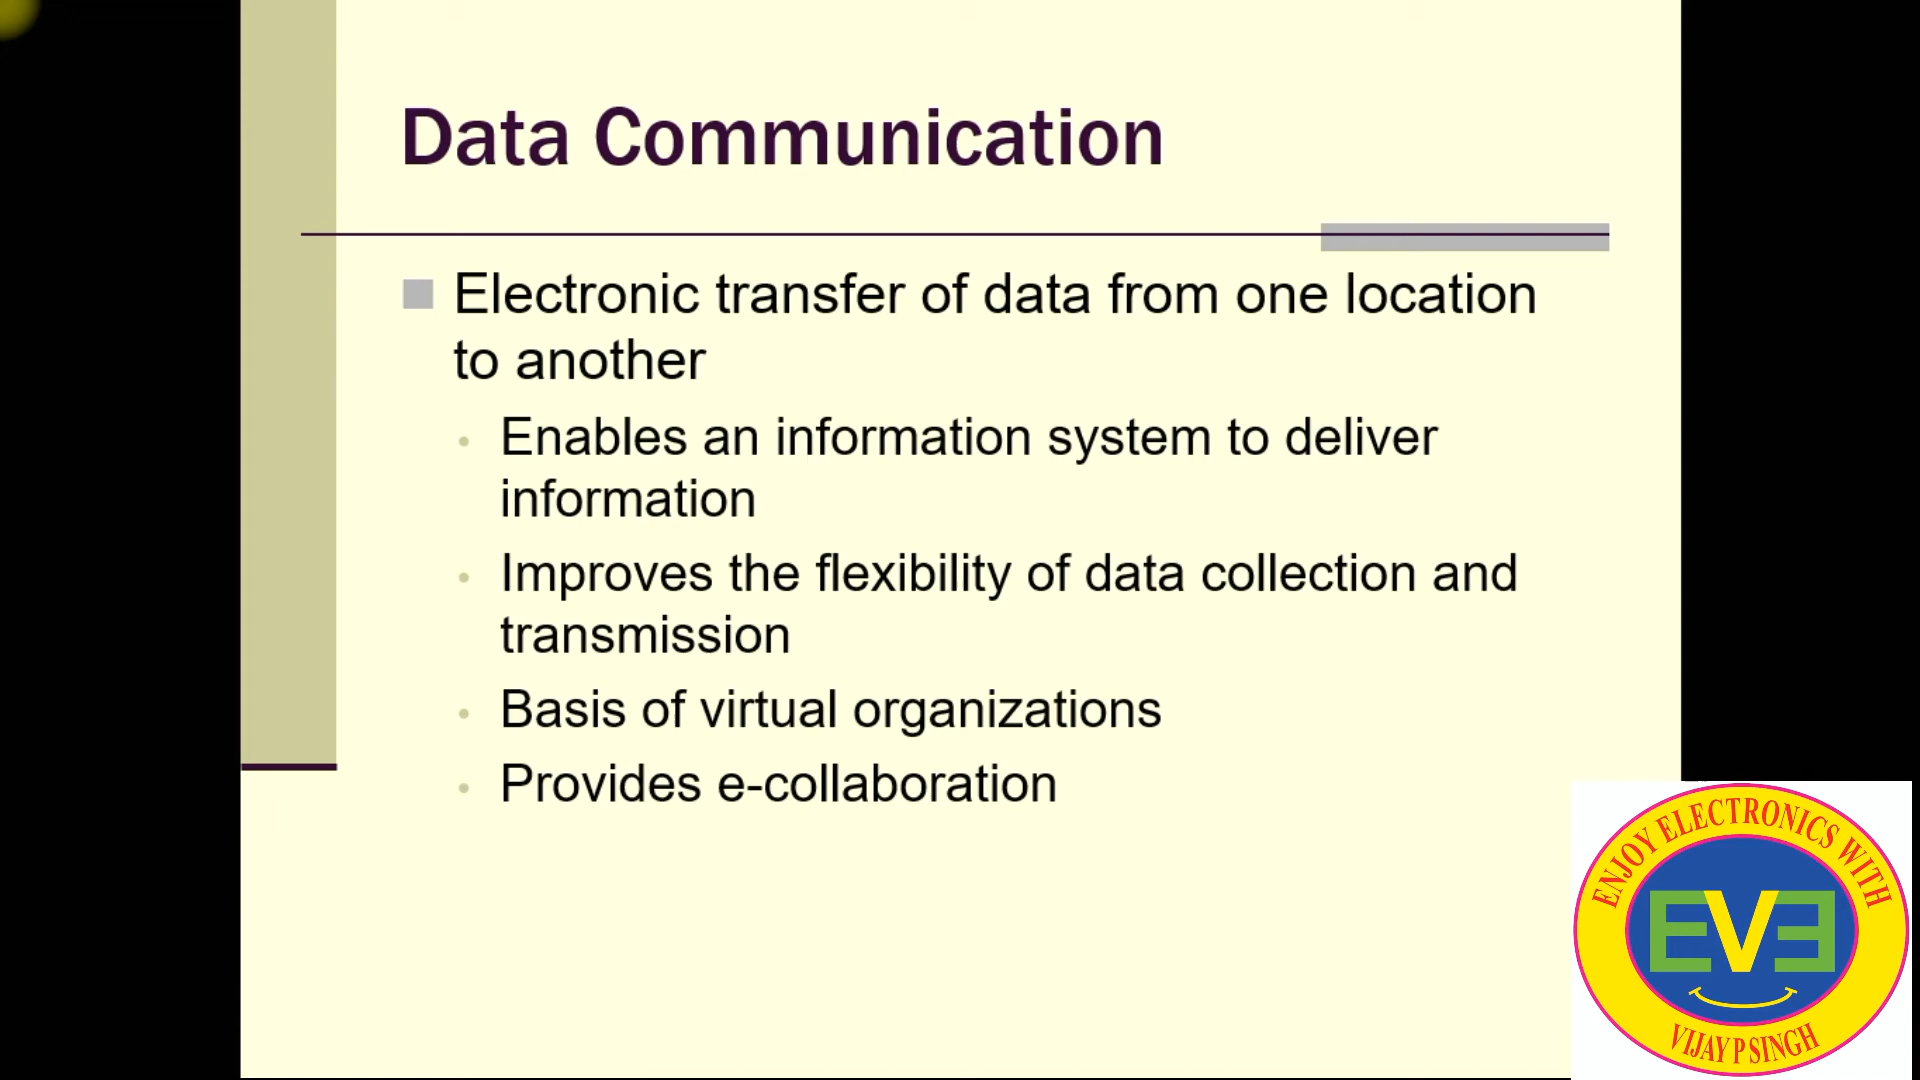 Data Communication
Electronic transfer of data from one location
to another
Enables an information system to deliver
information
Improves the flexibility of data collection and
transmission
Basis of virtual organizations
Provides e-collaboration
ENJOY ELECTRONICS WITH
EVE
VIJAY P SINGH